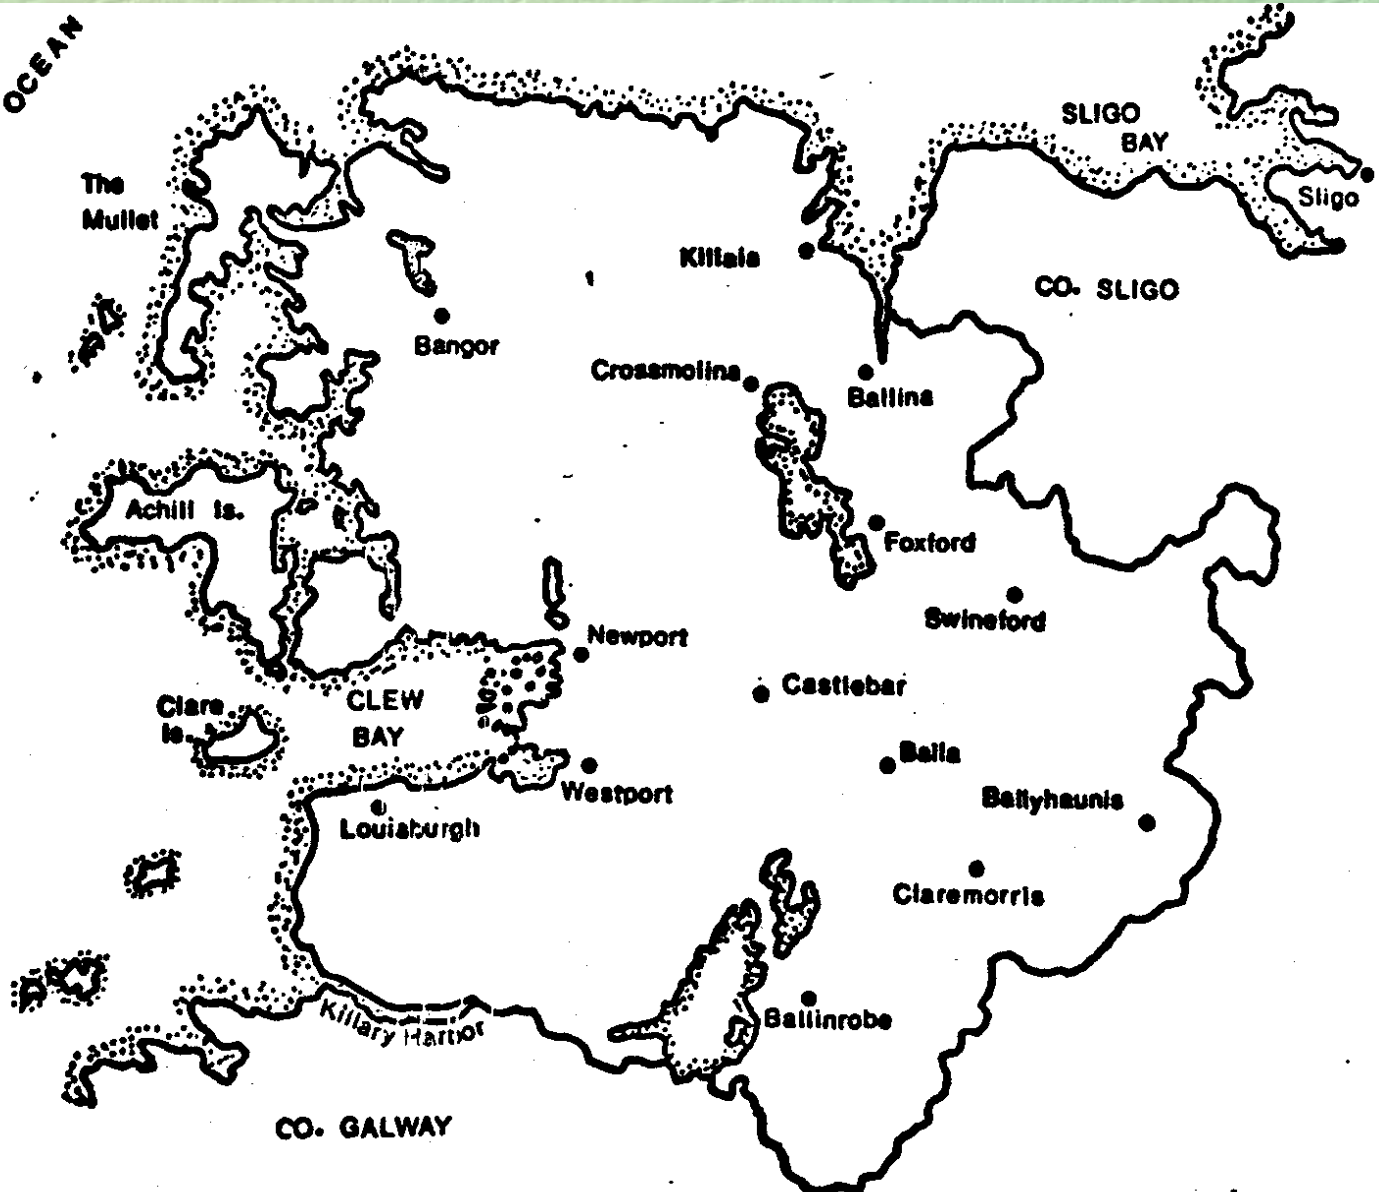 OCEAN
SLIGO
BAY
The
Mullet
Sligo
Killala
CO. SLIGO
Bangor
Crossmolina
Ballina
Achill Is.
Foxford
Swineford
Newport
Castlebar
CLEW
BAY
Clare
Is.
Balla
Westport
Ballyhaunis
Louisburgh
Claremorris
Killary Harbor
Ballinrobe
CO. GALWAY